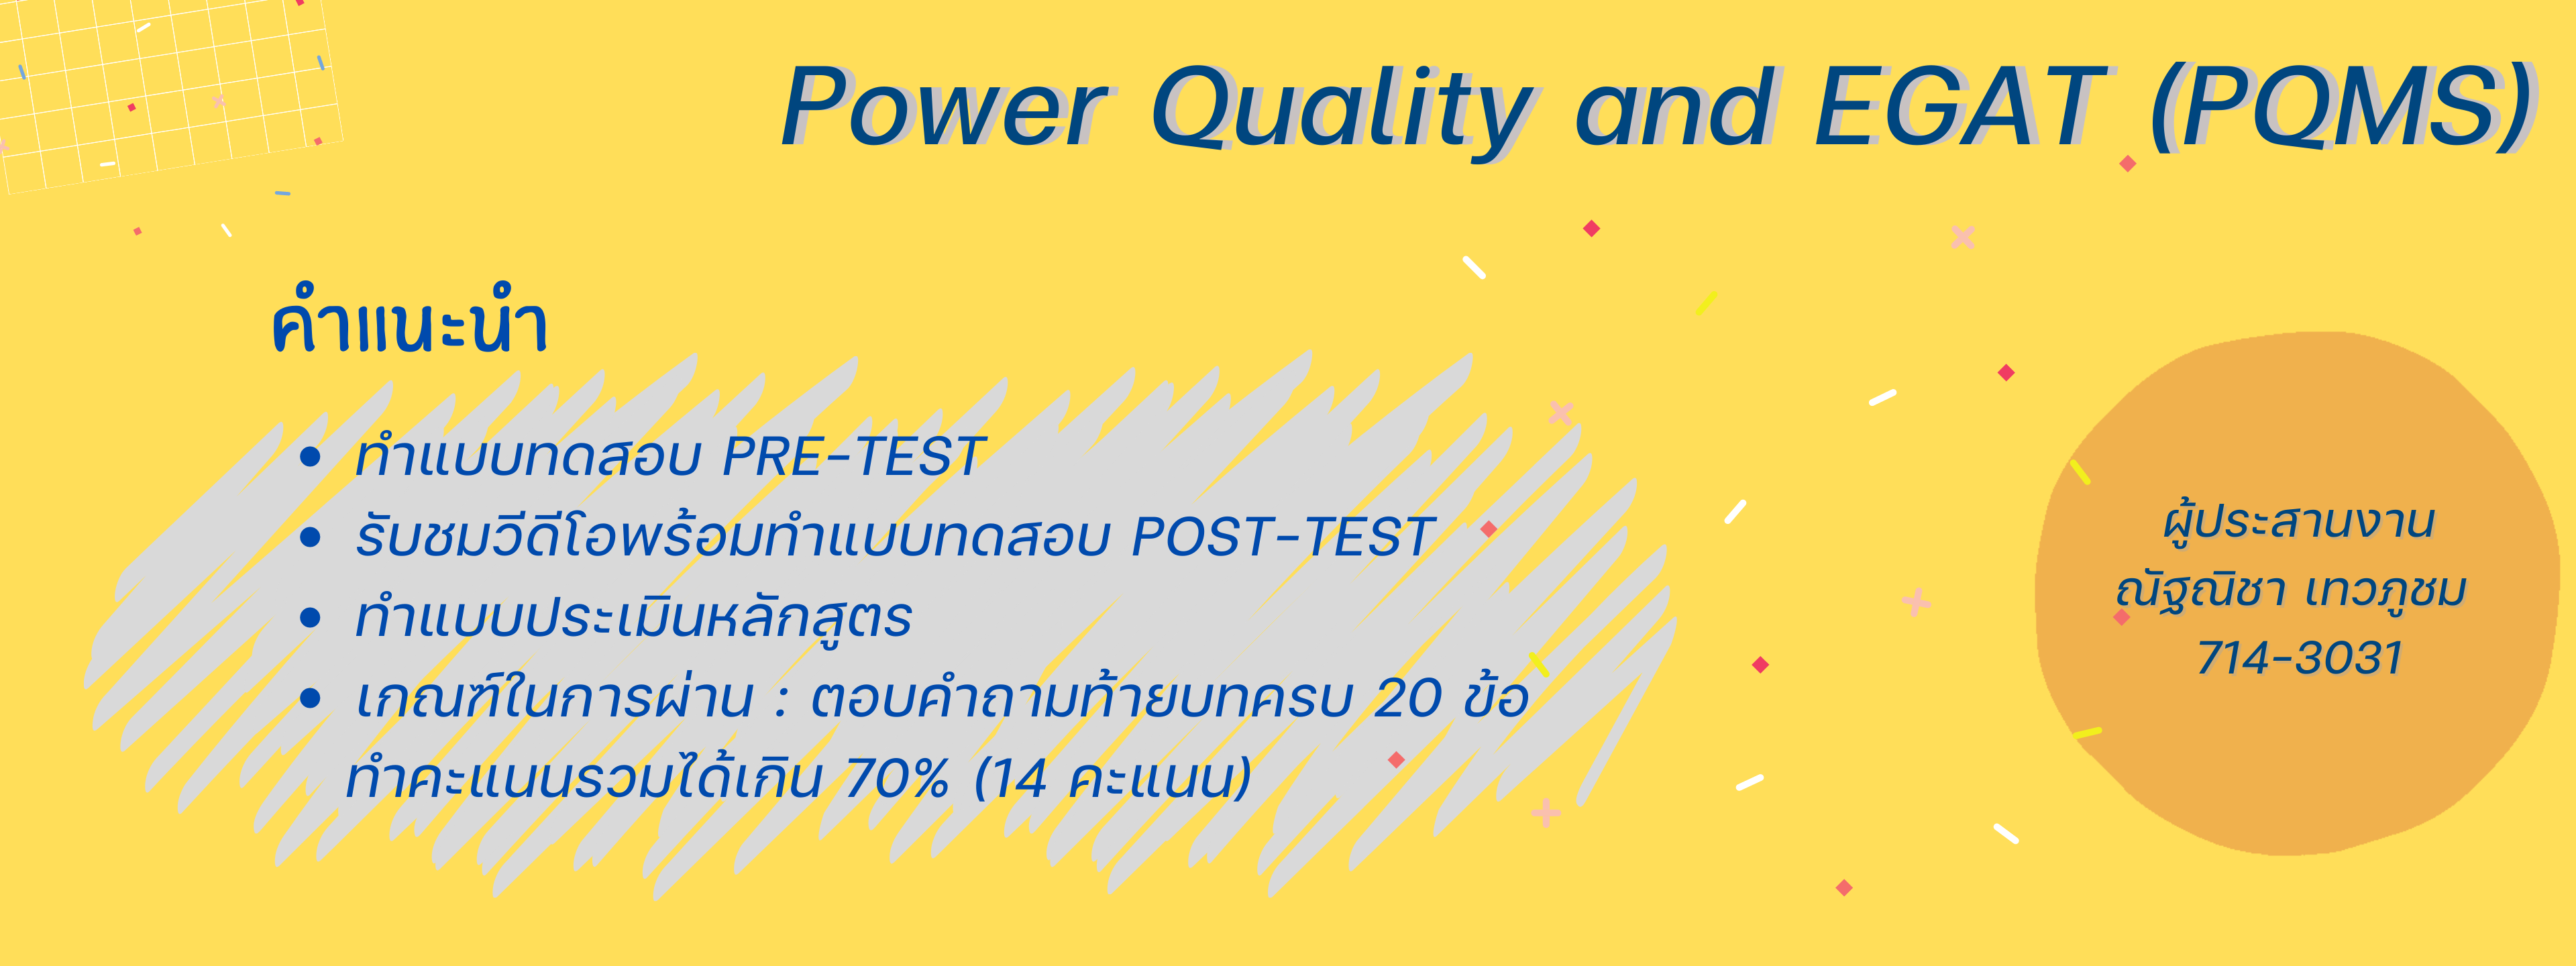 Power Quality and EGAT (PQMS)
คำแนะนำ
• ทำแบบทดสอบ PRE-TEST
• รับชมวีดีโอพร้อมทำแบบทดสอบ POST-TEST
• ทำแบบประเมินหลักสูตร
• เกณฑ์ในการผ่าน : ตอบคำถามท้ายบทครบ 20 ข้อ
ทำคะแนนรวมได้เกิน 70% (14 คะแนน)
ผู้ประสานงาน
ณัฐณิชา เทวภูชม
714-3031